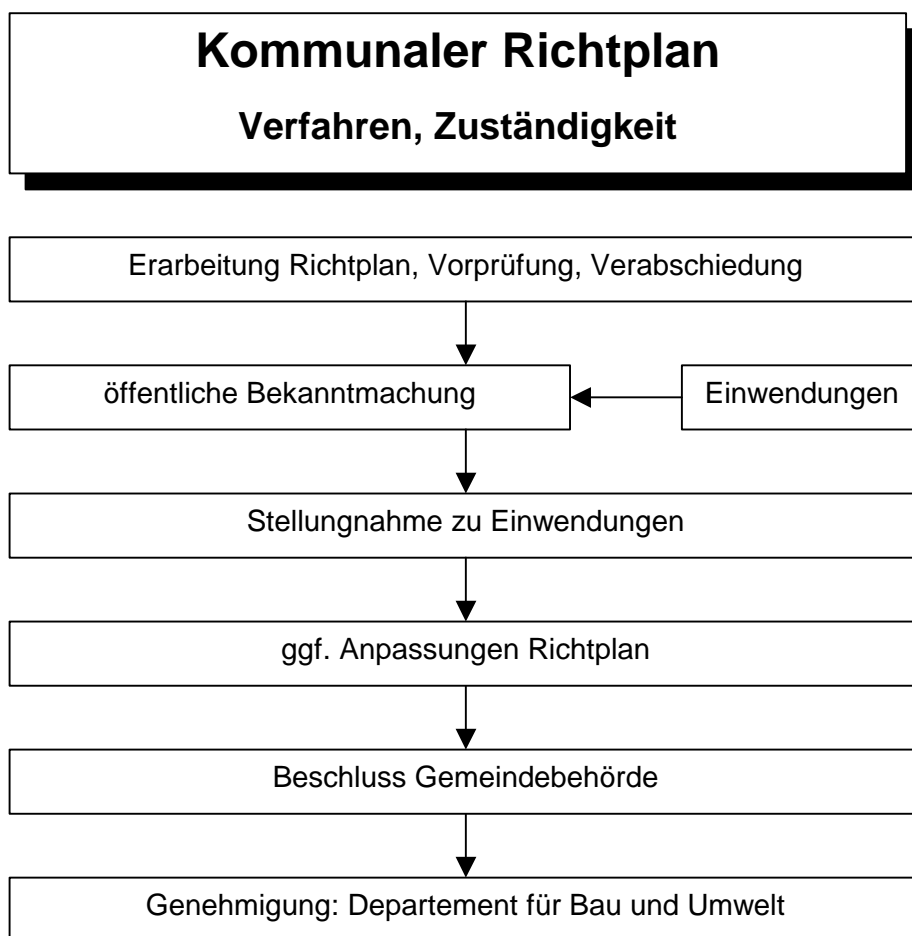 Kommunaler Richtplan
Verfahren, Zuständigkeit
Erarbeitung Richtplan, Vorprüfung, Verabschiedung
öffentliche Bekanntmachung
Einwendungen
Stellungnahme zu Einwendungen
ggf. Anpassungen Richtplan
Beschluss Gemeindebehörde
Genehmigung: Departement für Bau und Umwelt